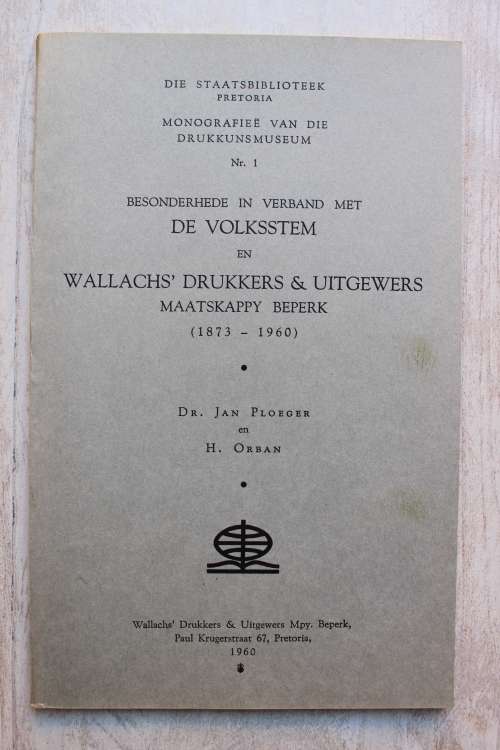 DIE STAATSBIBLIOTEEK
PRETORIA
MONOGRAFIEË VAN DIE
DRUKKUNSMUSEUM
Nr. 1
BESONDERHEDE IN VERBAND MET
DE VOLKSSTEM
EN
WALLACHS' DRUKKERS & UITGEWERS
MAATSKAPPY BEPERK
(1873 – 1960)
DR. JAN PLOEGER
en
H. ORBAN
Wallachs' Drukkers & Uitgewers Mpy. Beperk,
Paul Krugerstraat 67, Pretoria,
1960